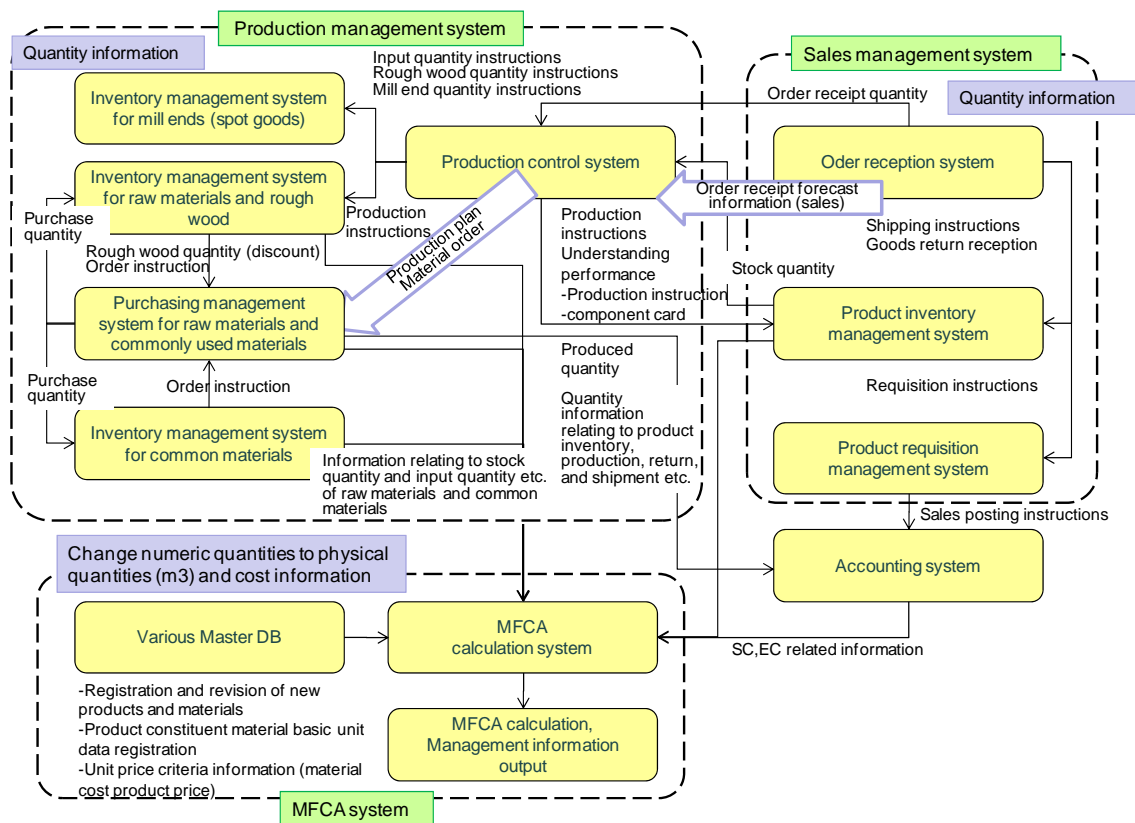 Production management system
Quantity information
Input quantity instructions
Rough wood quantity instructions
Mill end quantity instructions
Inventory management system
for mill ends (spot goods)
Production control system
Inventory management system
for raw materials and rough
wood
Purchase
quantity
Production
instructions
Rough wood quantity (discount)
Order instruction
Production plan
Material order
Purchasing management
system for raw materials and
commonly used materials
Purchase
quantity
Order instruction
Inventory management system
for common materials
Information relating to stock
quantity and input quantity etc.
of raw materials and common
materials
Production
instructions
Understanding
performance
-Production instruction
-component card
Produced
quantity
Quantity
information
relating to product
inventory,
production, return,
and shipment etc.
Sales management system
Quantity information
Order receipt quantity
Oder reception system
Order receipt forecast
information (sales)
Shipping instructions
Goods return reception
Stock quantity
Product inventory
management system
Requisition instructions
Product requisition
management system
Sales posting instructions
Accounting system
SC,EC related information
Change numeric quantities to physical
quantities (m3) and cost information
Various Master DB
MFCA
calculation system
-Registration and revision of new
products and materials
-Product constituent material basic unit
data registration
-Unit price criteria information (material
cost product price)
MFCA calculation,
Management information
output
MFCA system